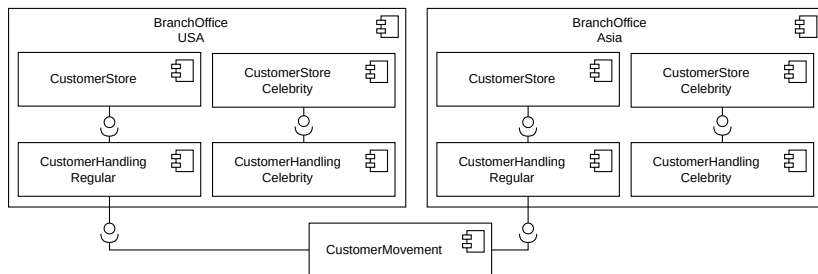 BranchOffice
USA
CustomerStore
CustomerStore
Celebrity
CustomerHandling
Regular
CustomerHandling
Celebrity
BranchOffice
Asia
CustomerStore
CustomerStore
Celebrity
CustomerHandling
Regular
CustomerHandling
Celebrity
CustomerMovement